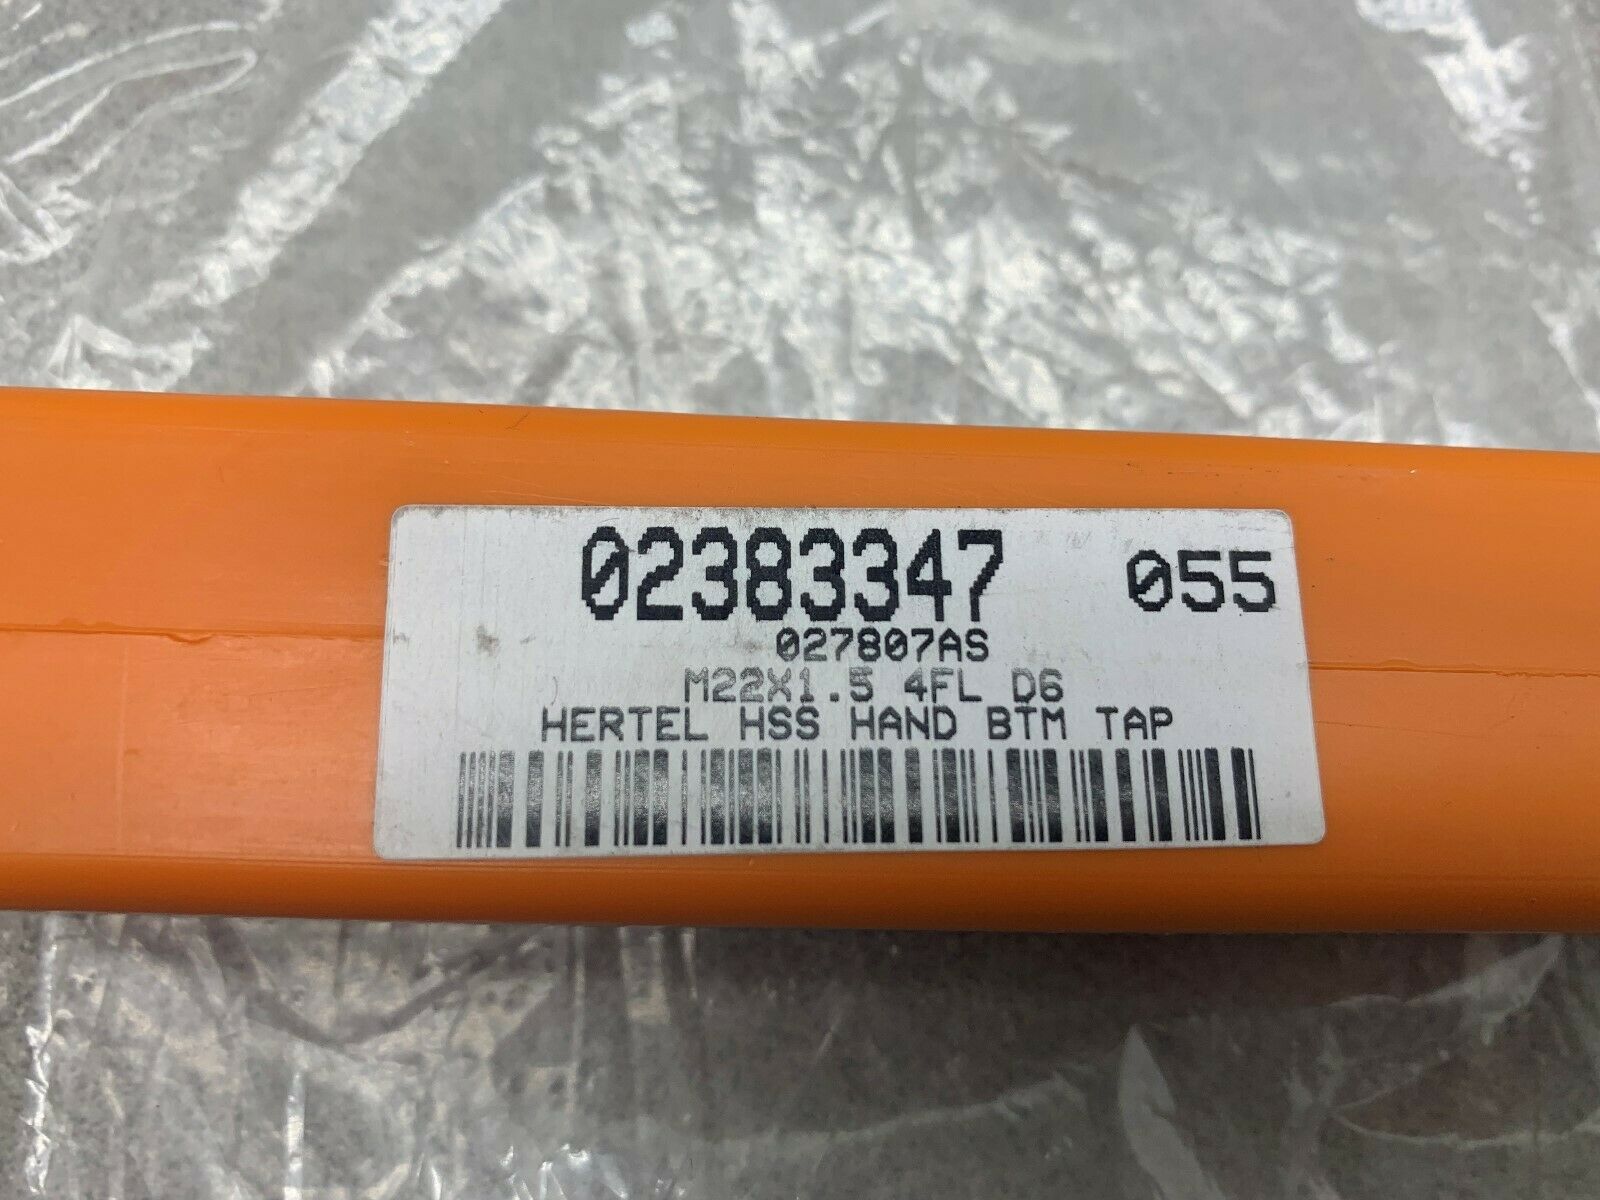 02383347 055
027807AS
M22X1.5 4FL D6
HERTEL HSS HAND BTM TAP